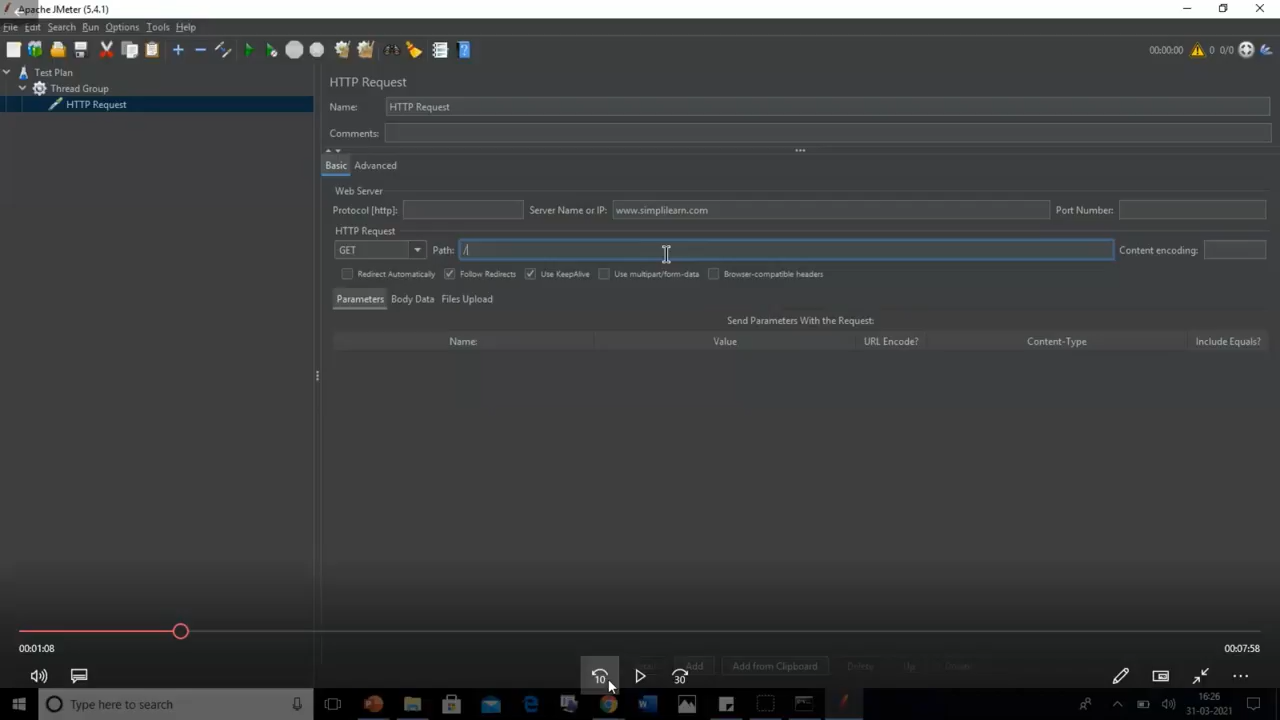 Apache JMeter (5.4.1)
File Edit Search Run Options Tools Help
00:00:00 0 0/0
Test Plan
Thread Group
HTTP Request
HTTP Request
Name: HTTP Request
Comments:
Basic Advanced
Web Server
Protocol [http]: Server Name or IP: www.simplilearn.com Port Number:
HTTP Request
GET Path: / Content encoding:
Redirect Automatically Follow Redirects Use KeepAlive Use multipart/form-data Browser-compatible headers
Parameters Body Data Files Upload
Send Parameters With the Request:
Name: Value URL Encode? Content-Type Include Equals?
00:01:08 00:07:58
Add Add from Clipboard Delete Up Down
10 30
Type here to search
16:26
31-03-2021